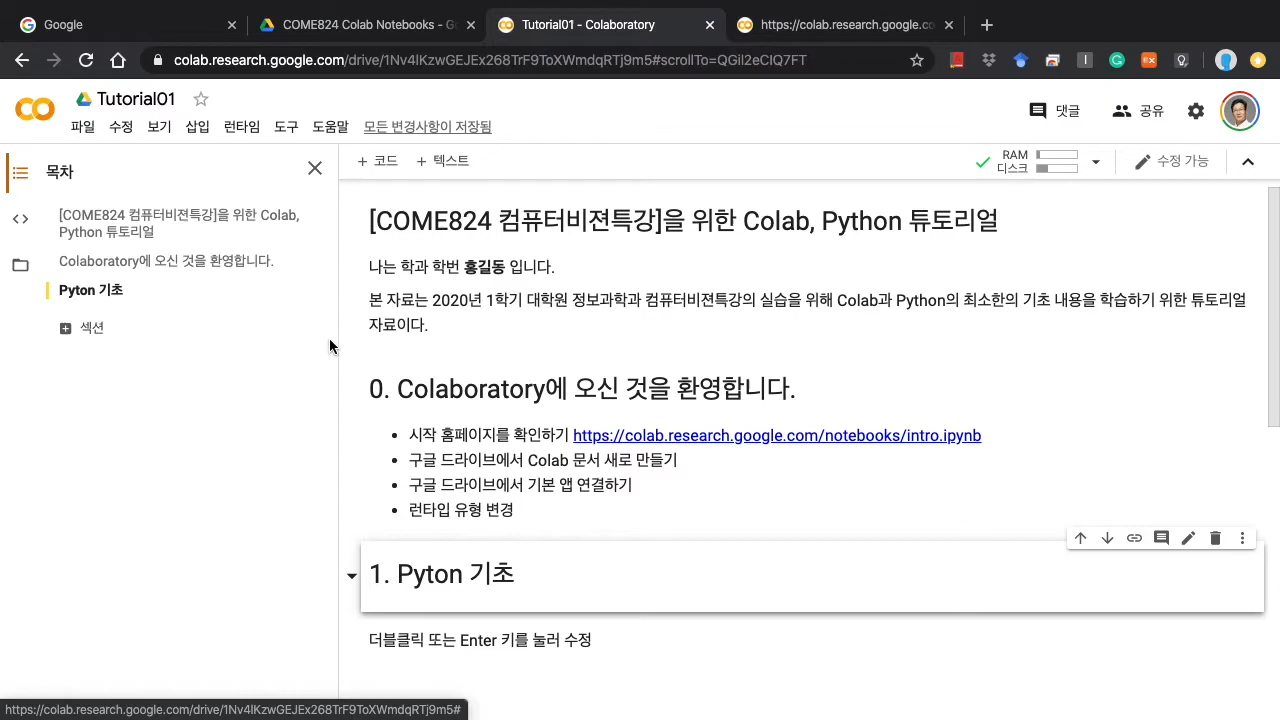 Google
COME824 Colab Notebooks - Go
Tutorial01 - Colaboratory
https://colab.research.google.co
colab.research.google.com/drive/1Nv4lKzwGEJEx268TrF9ToXWmdqRTj9m5#scrollTo=QGil2eCIQ7FT
Tutorial01
댓글
공유
파일 수정 보기 삽입 런타임 도구 도움말 모든 변경사항이 저장됨
목차
+ 코드 + 텍스트
RAM
디스크
수정 가능
[COME824 컴퓨터비젼특강]을 위한 Colab,
Python 튜토리얼
Colaboratory에 오신 것을 환영합니다.
Pyton 기초
섹션
[COME824 컴퓨터비젼특강]을 위한 Colab, Python 튜토리얼
나는 학과 학번 홍길동 입니다.
본 자료는 2020년 1학기 대학원 정보과학과 컴퓨터비젼특강의 실습을 위해 Colab과 Python의 최소한의 기초 내용을 학습하기 위한 튜토리얼
자료이다.
0. Colaboratory에 오신 것을 환영합니다.
• 시작 홈페이지를 확인하기 https://colab.research.google.com/notebooks/intro.ipynb
• 구글 드라이브에서 Colab 문서 새로 만들기
• 구글 드라이브에서 기본 앱 연결하기
• 런타입 유형 변경
1. Pyton 기초
더블클릭 또는 Enter 키를 눌러 수정
https://colab.research.google.com/drive/1Nv4lKzwGEJEx268TrF9ToXWmdqRTj9m5#